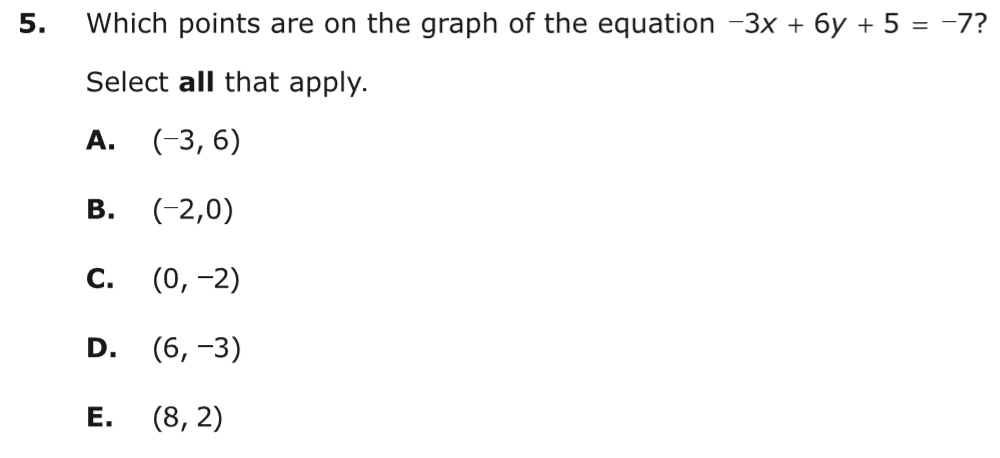 5. Which points are on the graph of the equation ⁻3x + 6y + 5 = ⁻7?
Select all that apply.
A. (⁻3, 6)
B. (⁻2,0)
C. (0, ⁻2)
D. (6, ⁻3)
E. (8, 2)